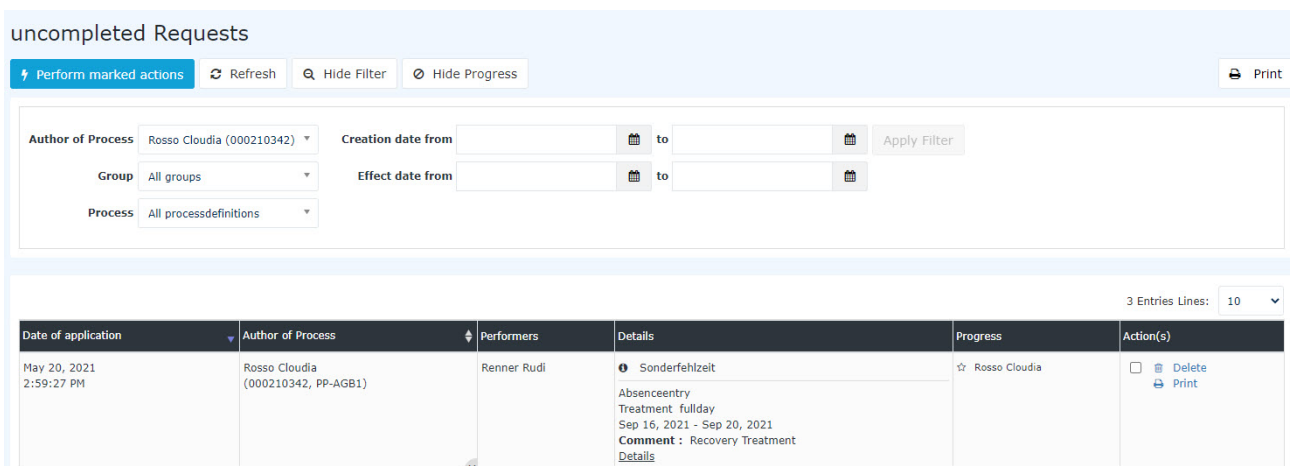 uncompleted Requests
Perform marked actions Refresh Hide Filter Hide Progress Print
Author of Process Rosso Cloudia (000210342) Creation date from to Apply Filter
Group All groups Effect date from to
Process All processdefinitions
3 Entries Lines: 10
Date of application Author of Process Performers Details Progress Action(s)
May 20, 2021 Rosso Cloudia Renner Rudi Sonderfehlzeit Rosso Cloudia Delete
2:59:27 PM (000210342, PP-AGB1) Print
Absenceentry
Treatment fullday
Sep 16, 2021 - Sep 20, 2021
Comment : Recovery Treatment
Details